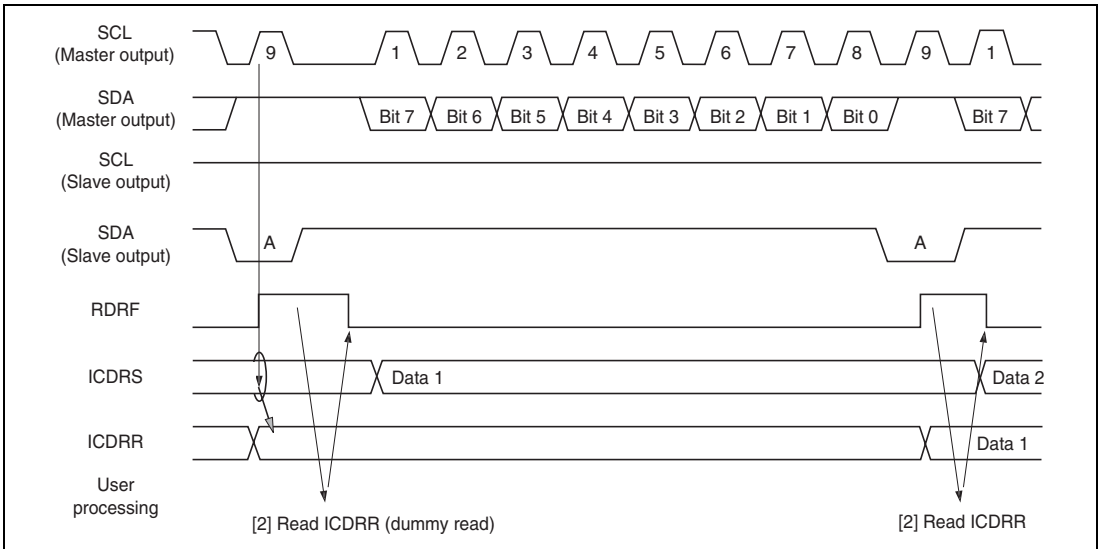 SCL
(Master output)
9 1 2 3 4 5 6 7 8 9 1
SDA
(Master output)
Bit 7 Bit 6 Bit 5 Bit 4 Bit 3 Bit 2 Bit 1 Bit 0 Bit 7
SCL
(Slave output)
SDA
(Slave output)
A A
RDRF
ICDRS
Data 1 Data 2
ICDRR
Data 1
User
processing
[2] Read ICDRR (dummy read) [2] Read ICDRR